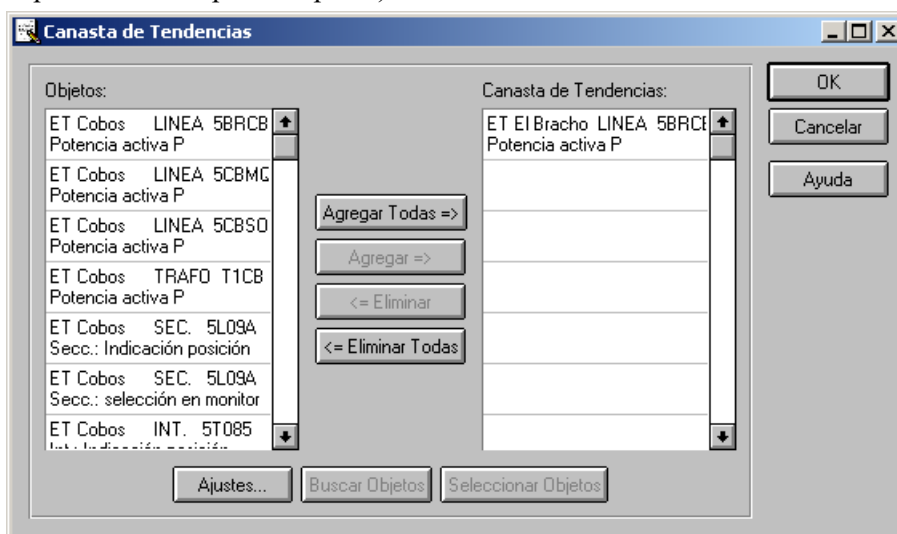 Canasta de Tendencias
Objetos:
ET Cobos LINEA 5BRCB
Potencia activa P
ET Cobos LINEA 5CBMG
Potencia activa P
ET Cobos LINEA 5CBSO
Potencia activa P
ET Cobos TRAFO T1CB
Potencia activa P
ET Cobos SEC. 5L09A
Secc.: Indicación posición
ET Cobos SEC. 5L09A
Secc.: selección en monitor
ET Cobos INT. 5T085
Agregar Todas =>
Agregar =>
<= Eliminar
<= Eliminar Todas
Canasta de Tendencias:
ET El Bracho LINEA 5BRCB
Potencia activa P
OK
Cancelar
Ayuda
Ajustes...
Buscar Objetos
Seleccionar Objetos